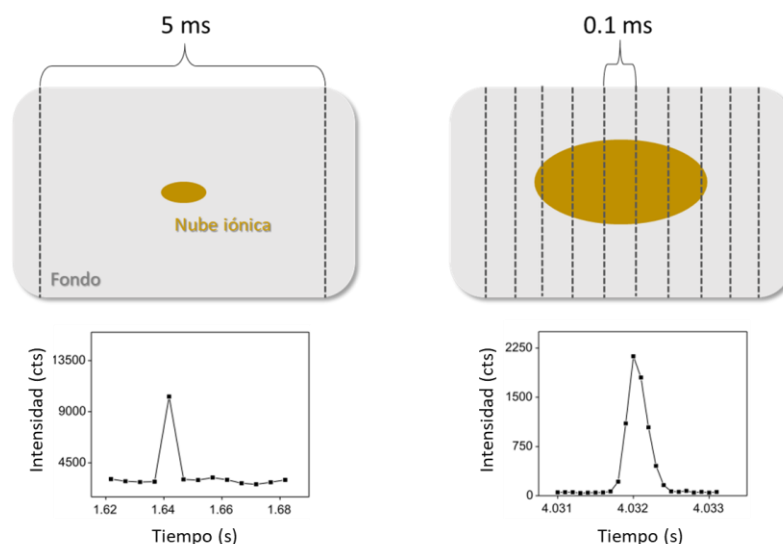 5 ms
0.1 ms
Nube iónica
Fondo
Intensidad (cts)
13500
9000
4500
1.62
1.64
1.66
1.68
Tiempo (s)
Intensidad (cts)
2250
1500
750
0
4.031
4.032
4.033
Tiempo (s)